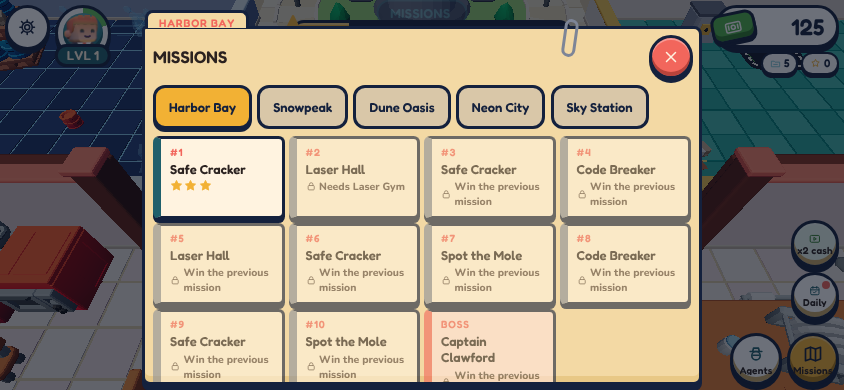 HARBOR BAY
MISSIONS
LVL 1
125
5
0
MISSIONS
Harbor Bay
Snowpeak
Dune Oasis
Neon City
Sky Station
#1
Safe Cracker
#2
Laser Hall
Needs Laser Gym
#3
Safe Cracker
Win the previous
mission
#4
Code Breaker
Win the previous
mission
#5
Laser Hall
Win the previous
mission
#6
Safe Cracker
Win the previous
mission
#7
Spot the Mole
Win the previous
mission
#8
Code Breaker
Win the previous
mission
#9
Safe Cracker
Win the previous
mission
#10
Spot the Mole
Win the previous
mission
BOSS
Captain
Clawford
Win the previous
x2 cash
Daily
Agents
Missions